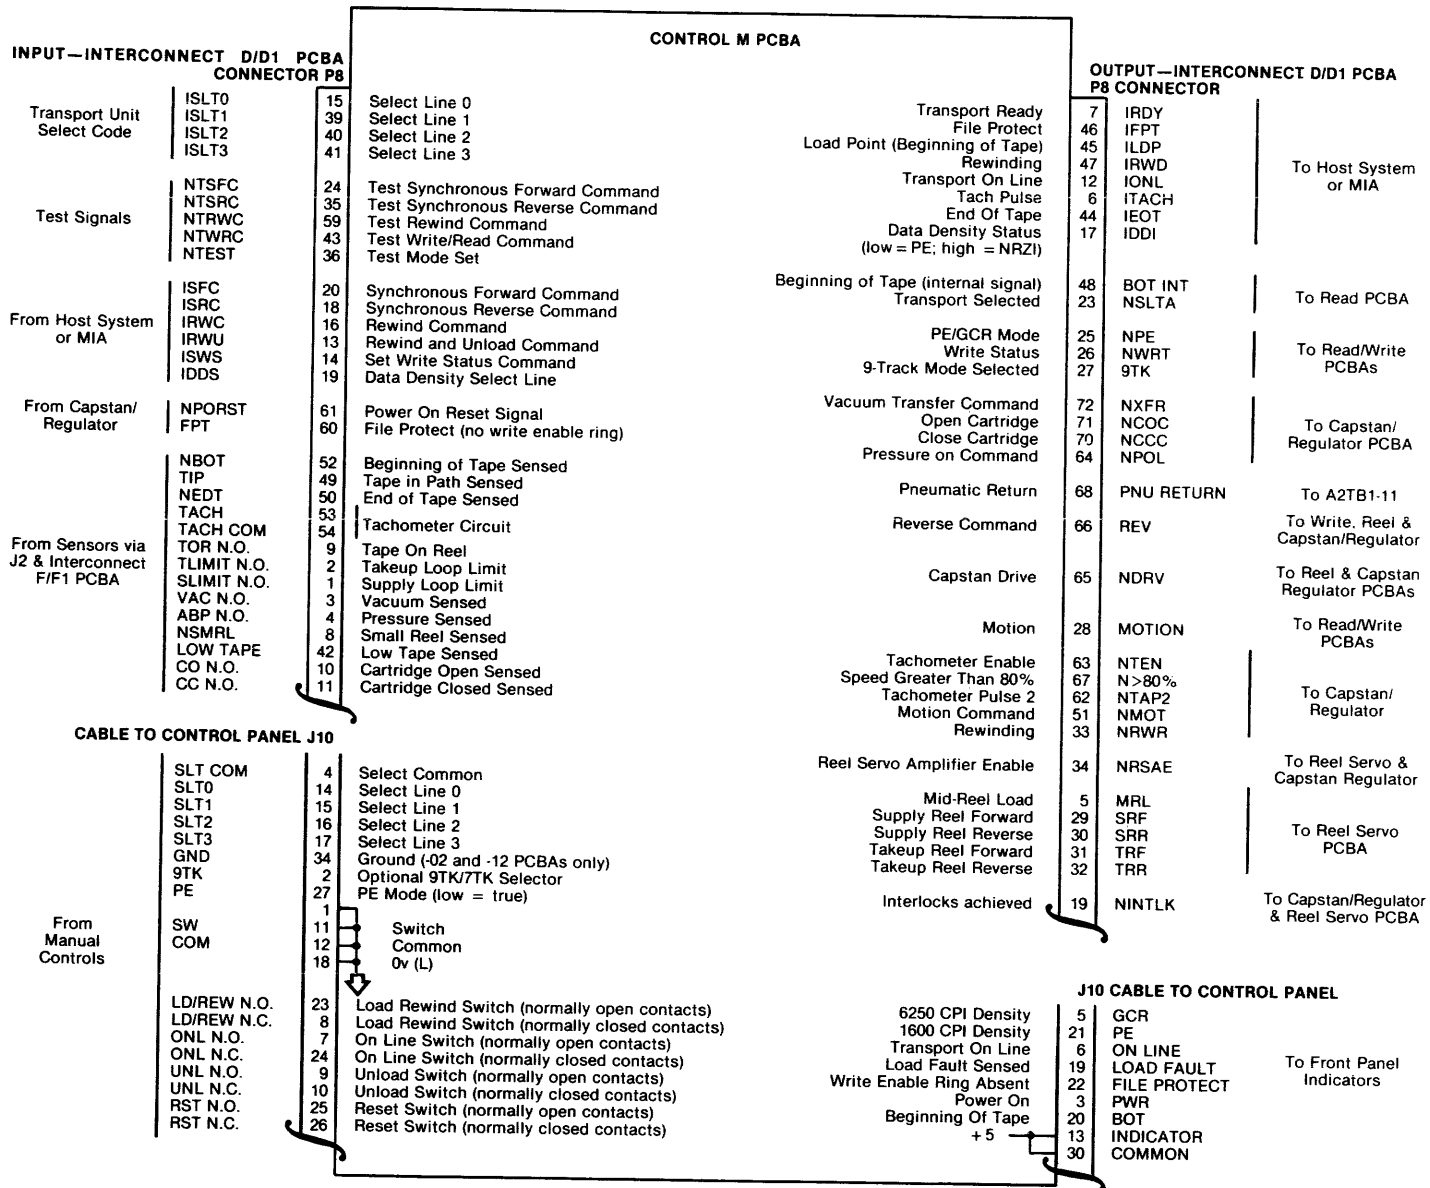 CONTROL M PCBA
INPUT—INTERCONNECT D/D1 PCBA
CONNECTOR P8
Transport Unit
Select Code
ISLT0 15 Select Line 0
ISLT1 39 Select Line 1
ISLT2 40 Select Line 2
ISLT3 41 Select Line 3
Test Signals
NTSFC 24 Test Synchronous Forward Command
NTSRC 35 Test Synchronous Reverse Command
NTRWC 59 Test Rewind Command
NTWRC 43 Test Write/Read Command
NTEST 36 Test Mode Set
From Host System
or MIA
ISFC 20 Synchronous Forward Command
ISRC 18 Synchronous Reverse Command
IRWC 16 Rewind Command
IRWU 13 Rewind and Unload Command
ISWS 14 Set Write Status Command
IDDS 19 Data Density Select Line
From Capstan/
Regulator
NPORST 61 Power On Reset Signal
FPT 60 File Protect (no write enable ring)
From Sensors via
J2 & Interconnect
F/F1 PCBA
NBOT 52 Beginning of Tape Sensed
TIP 49 Tape in Path Sensed
NEDT 50 End of Tape Sensed
TACH 53
TACH COM 54
Tachometer Circuit
TOR N.O. 9 Tape On Reel
TLIMIT N.O. 2 Takeup Loop Limit
SLIMIT N.O. 1 Supply Loop Limit
VAC N.O. 3 Vacuum Sensed
ABP N.O. 4 Pressure Sensed
NSMRL 8 Small Reel Sensed
LOW TAPE 42 Low Tape Sensed
CO N.O. 10 Cartridge Open Sensed
CC N.O. 11 Cartridge Closed Sensed
CABLE TO CONTROL PANEL J10
From
Manual
Controls
SLT COM 4 Select Common
SLT0 14 Select Line 0
SLT1 15 Select Line 1
SLT2 16 Select Line 2
SLT3 17 Select Line 3
GND 34 Ground (-02 and -12 PCBAs only)
9TK 2 Optional 9TK/7TK Selector
PE 27 PE Mode (low = true)
1
SW 11 Switch
COM 12 Common
18 0v (L)
LD/REW N.O. 23 Load Rewind Switch (normally open contacts)
LD/REW N.C. 8 Load Rewind Switch (normally closed contacts)
ONL N.O. 7 On Line Switch (normally open contacts)
ONL N.C. 24 On Line Switch (normally closed contacts)
UNL N.O. 9 Unload Switch (normally open contacts)
UNL N.C. 10 Unload Switch (normally closed contacts)
RST N.O. 25 Reset Switch (normally open contacts)
RST N.C. 26 Reset Switch (normally closed contacts)
OUTPUT—INTERCONNECT D/D1 PCBA
P8 CONNECTOR
Transport Ready 7 IRDY
File Protect 46 IFPT
Load Point (Beginning of Tape) 45 ILDP
Rewinding 47 IRWD
Transport On Line 12 IONL
Tach Pulse 6 ITACH
End Of Tape 44 IEOT
Data Density Status 17 IDDI
(low = PE; high = NRZI)
To Host System
or MIA
Beginning of Tape (internal signal) 48 BOT INT
Transport Selected 23 NSLTA
To Read PCBA
PE/GCR Mode 25 NPE
Write Status 26 NWRT
9-Track Mode Selected 27 9TK
To Read/Write
PCBAs
Vacuum Transfer Command 72 NXFR
Open Cartridge 71 NCOC
Close Cartridge 70 NCCC
Pressure on Command 64 NPOL
To Capstan/
Regulator PCBA
Pneumatic Return 68 PNU RETURN To A2TB1-11
Reverse Command 66 REV
To Write, Reel &
Capstan/Regulator
Capstan Drive 65 NDRV
To Reel & Capstan
Regulator PCBAs
Motion 28 MOTION
To Read/Write
PCBAs
Tachometer Enable 63 NTEN
Speed Greater Than 80% 67 N>80%
Tachometer Pulse 2 62 NTAP2
Motion Command 51 NMOT
Rewinding 33 NRWR
To Capstan/
Regulator
Reel Servo Amplifier Enable 34 NRSAE
To Reel Servo &
Capstan Regulator
Mid-Reel Load 5 MRL
Supply Reel Forward 29 SRF
Supply Reel Reverse 30 SRR
Takeup Reel Forward 31 TRF
Takeup Reel Reverse 32 TRR
To Reel Servo
PCBA
Interlocks achieved 19 NINTLK
To Capstan/Regulator
& Reel Servo PCBA
J10 CABLE TO CONTROL PANEL
6250 CPI Density 5 GCR
1600 CPI Density 21 PE
Transport On Line 6 ON LINE
Load Fault Sensed 19 LOAD FAULT
Write Enable Ring Absent 22 FILE PROTECT
Power On 3 PWR
Beginning Of Tape 20 BOT
+5 13 INDICATOR
30 COMMON
To Front Panel
Indicators